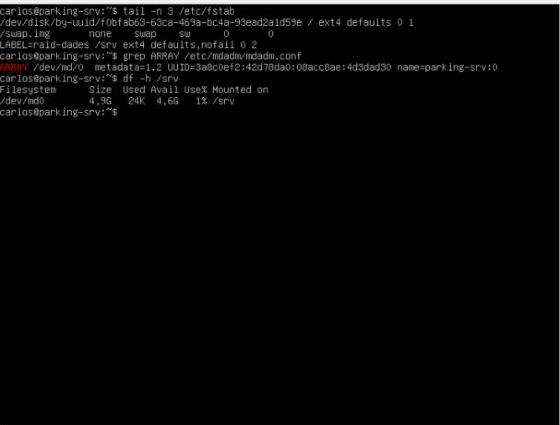 carlos@parking-srv:~$ tail -n 3 /etc/fstab
/dev/disk/by-uuid/f0bfab63-63ca-469a-bc4a-93ead2a1d59e / ext4 defaults 0 1
/swap.img       none    swap    sw      0       0
LABEL=raid-dades /srv ext4 defaults,nofail 0 2
carlos@parking-srv:~$ grep ARRAY /etc/mdadm/mdadm.conf
ARRAY /dev/md/0  metadata=1.2 UUID=3a8c0ef2:42d78da0:08acc8ae:4d3dad30 name=parking-srv:0
carlos@parking-srv:~$ df -h /srv
Filesystem      Size  Used Avail Use% Mounted on
/dev/md0        4,9G   24K  4,6G   1% /srv
carlos@parking-srv:~$